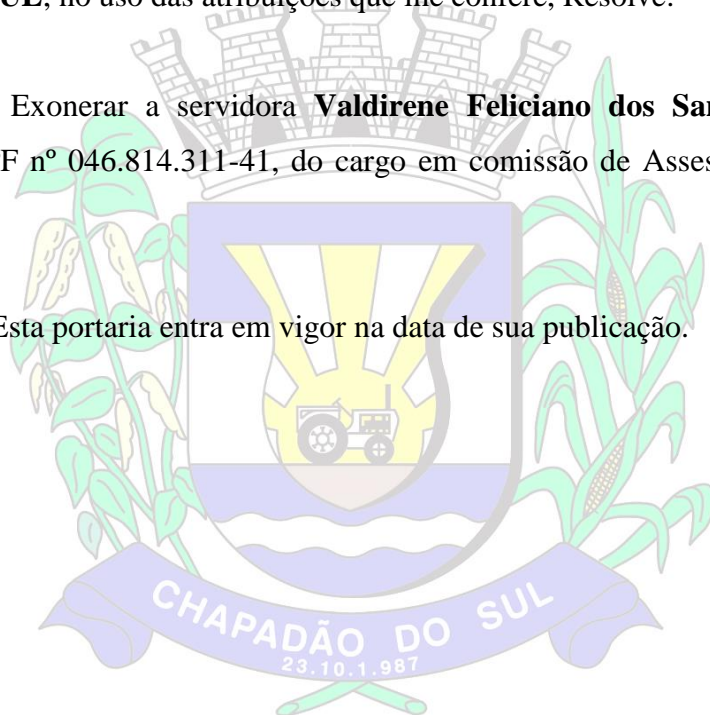 UL, no uso das atribuições que me confere, Resolve:
Exonerar a servidora Valdirene Feliciano dos San
F nº 046.814.311-41, do cargo em comissão de Asses
Esta portaria entra em vigor na data de sua publicação.
CHAPADÃO DO SUL
23.10.1.987